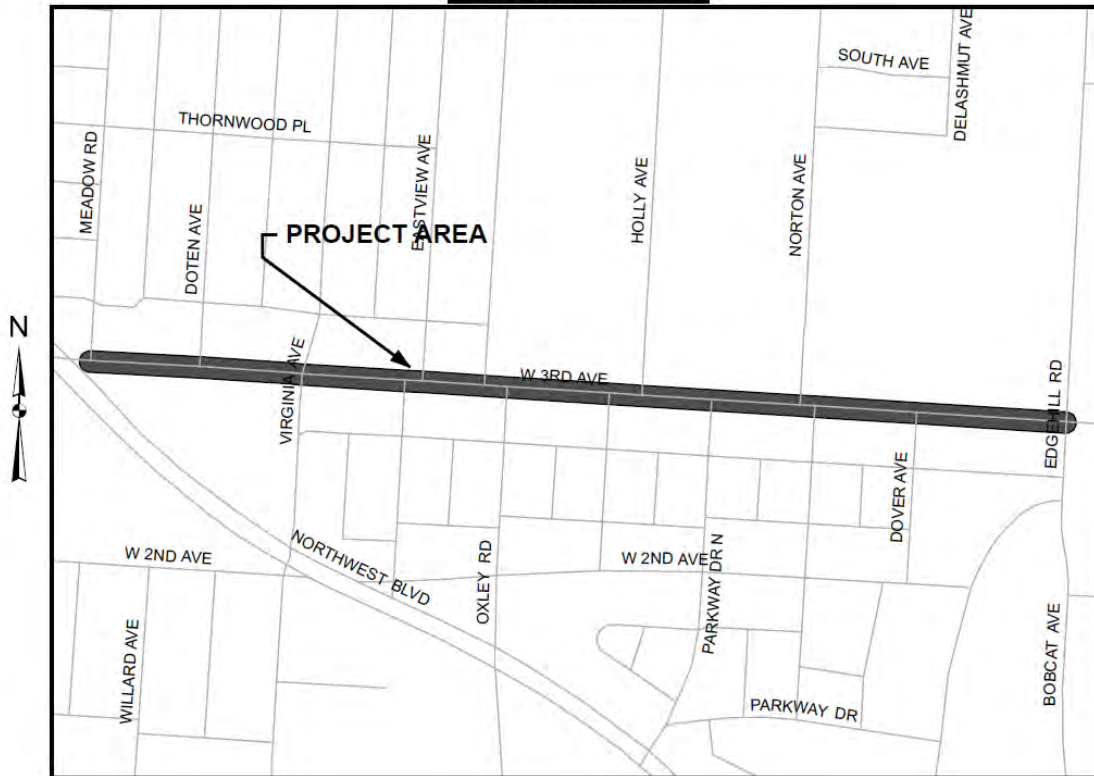 SOUTH AVE
DELASHMUT AVE
THORNWOOD PL
MEADOW RD
EASTVIEW AVE
HOLLY AVE
NORTON AVE
DOTEN AVE
PROJECT AREA
N
W 3RD AVE
VIRGINIA AVE
EDGEHILL RD
DOVER AVE
W 2ND AVE
NORTHWEST BLVD
OXLEY RD
W 2ND AVE
PARKWAY DR N
WILLARD AVE
BOBCAT AVE
PARKWAY DR